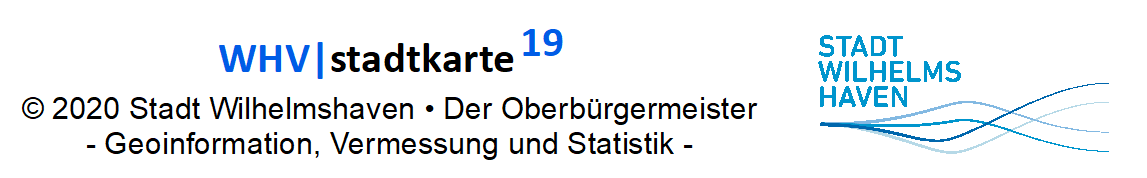 WHV|stadtkarte 19
© 2020 Stadt Wilhelmshaven • Der Oberbürgermeister
- Geoinformation, Vermessung und Statistik -
STADT
WILHELMS
HAVEN